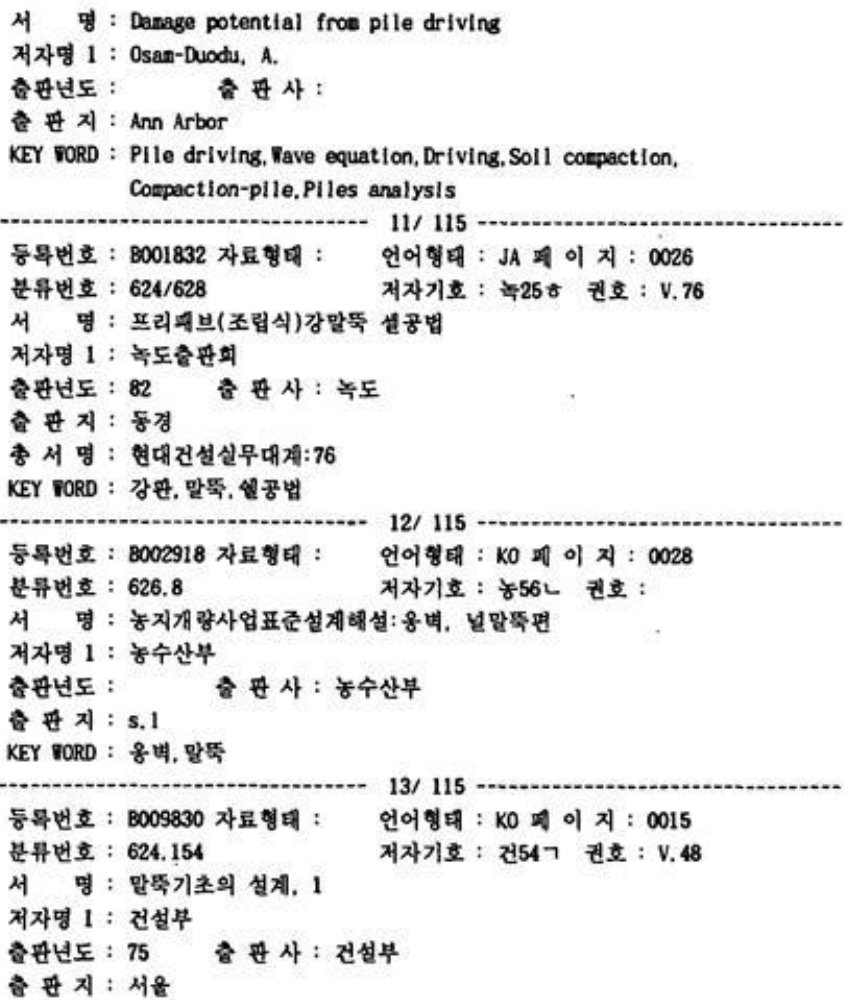 서 명 : Damage potential from pile driving
저자명 1 : Osam-Duodu, A.
출판년도 : 출 판 사 :
출 판 지 : Ann Arbor
KEY WORD : Pile driving,Wave equation,Driving,Soil compaction,
Compaction-pile,Piles analysis
---------------------------------- 11/ 115 ----------------------------------
등록번호 : B001832 자료형태 : 언어형태 : JA 페 이 지 : 0026
분류번호 : 624/628 저자기호 : 녹25ㅎ 권호 : V.76
서 명 : 프리패브(조립식)강말뚝 셀공법
저자명 1 : 녹도출판회
출판년도 : 82 출 판 사 : 녹도
출 판 지 : 동경
총 서 명 : 현대건설실무대계:76
KEY WORD : 강관,말뚝,쉘공법
---------------------------------- 12/ 115 ----------------------------------
등록번호 : B002918 자료형태 : 언어형태 : KO 페 이 지 : 0028
분류번호 : 626.8 저자기호 : 농56ㄴ 권호 :
서 명 : 농지개량사업표준설계해설:옹벽, 널말뚝편
저자명 1 : 농수산부
출판년도 : 출 판 사 : 농수산부
출 판 지 : s.l
KEY WORD : 옹벽,말뚝
---------------------------------- 13/ 115 ----------------------------------
등록번호 : B009830 자료형태 : 언어형태 : KO 페 이 지 : 0015
분류번호 : 624.154 저자기호 : 건54ㄱ 권호 : V.48
서 명 : 말뚝기초의 설계, 1
저자명 1 : 건설부
출판년도 : 75 출 판 사 : 건설부
출 판 지 : 서울